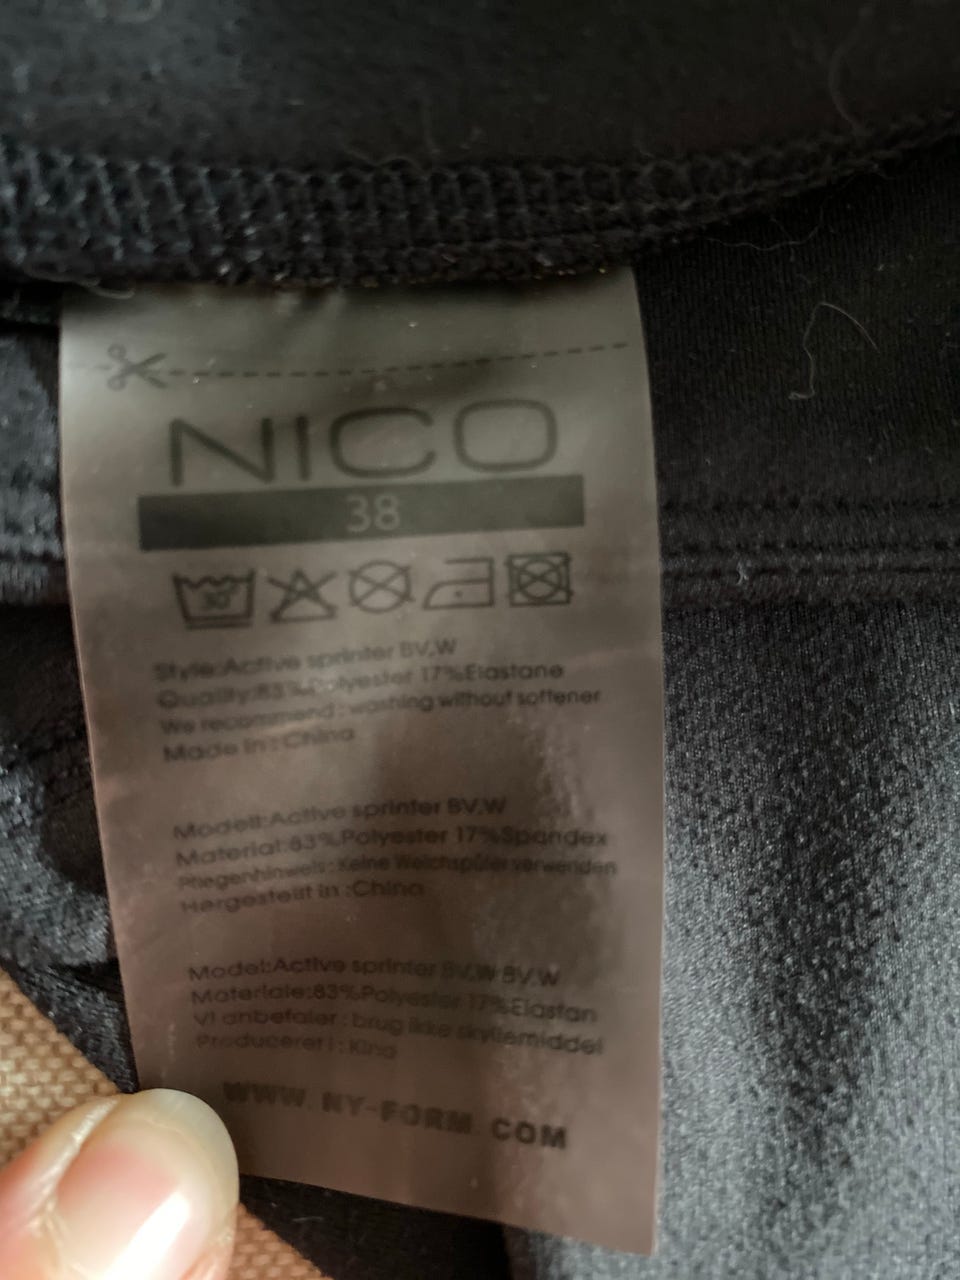 NICO
38
30°
Style:Active sprinter BV,W
Quality:83%Polyester 17%Elastane
We recommend : washing without softener
Made in : China
Modell:Active sprinter BV,W
Material:83%Polyester 17%Spandex
Pflegenhinweis : Keine Weichspüler verwenden
Hergestellt in :China
Model:Active sprinter BV,W BV,W
Materiale:83%Polyester 17%Elastan
Vi anbefaler : brug ikke skyllemiddel
Produceret i : Kina
WWW. NY-FORM. COM